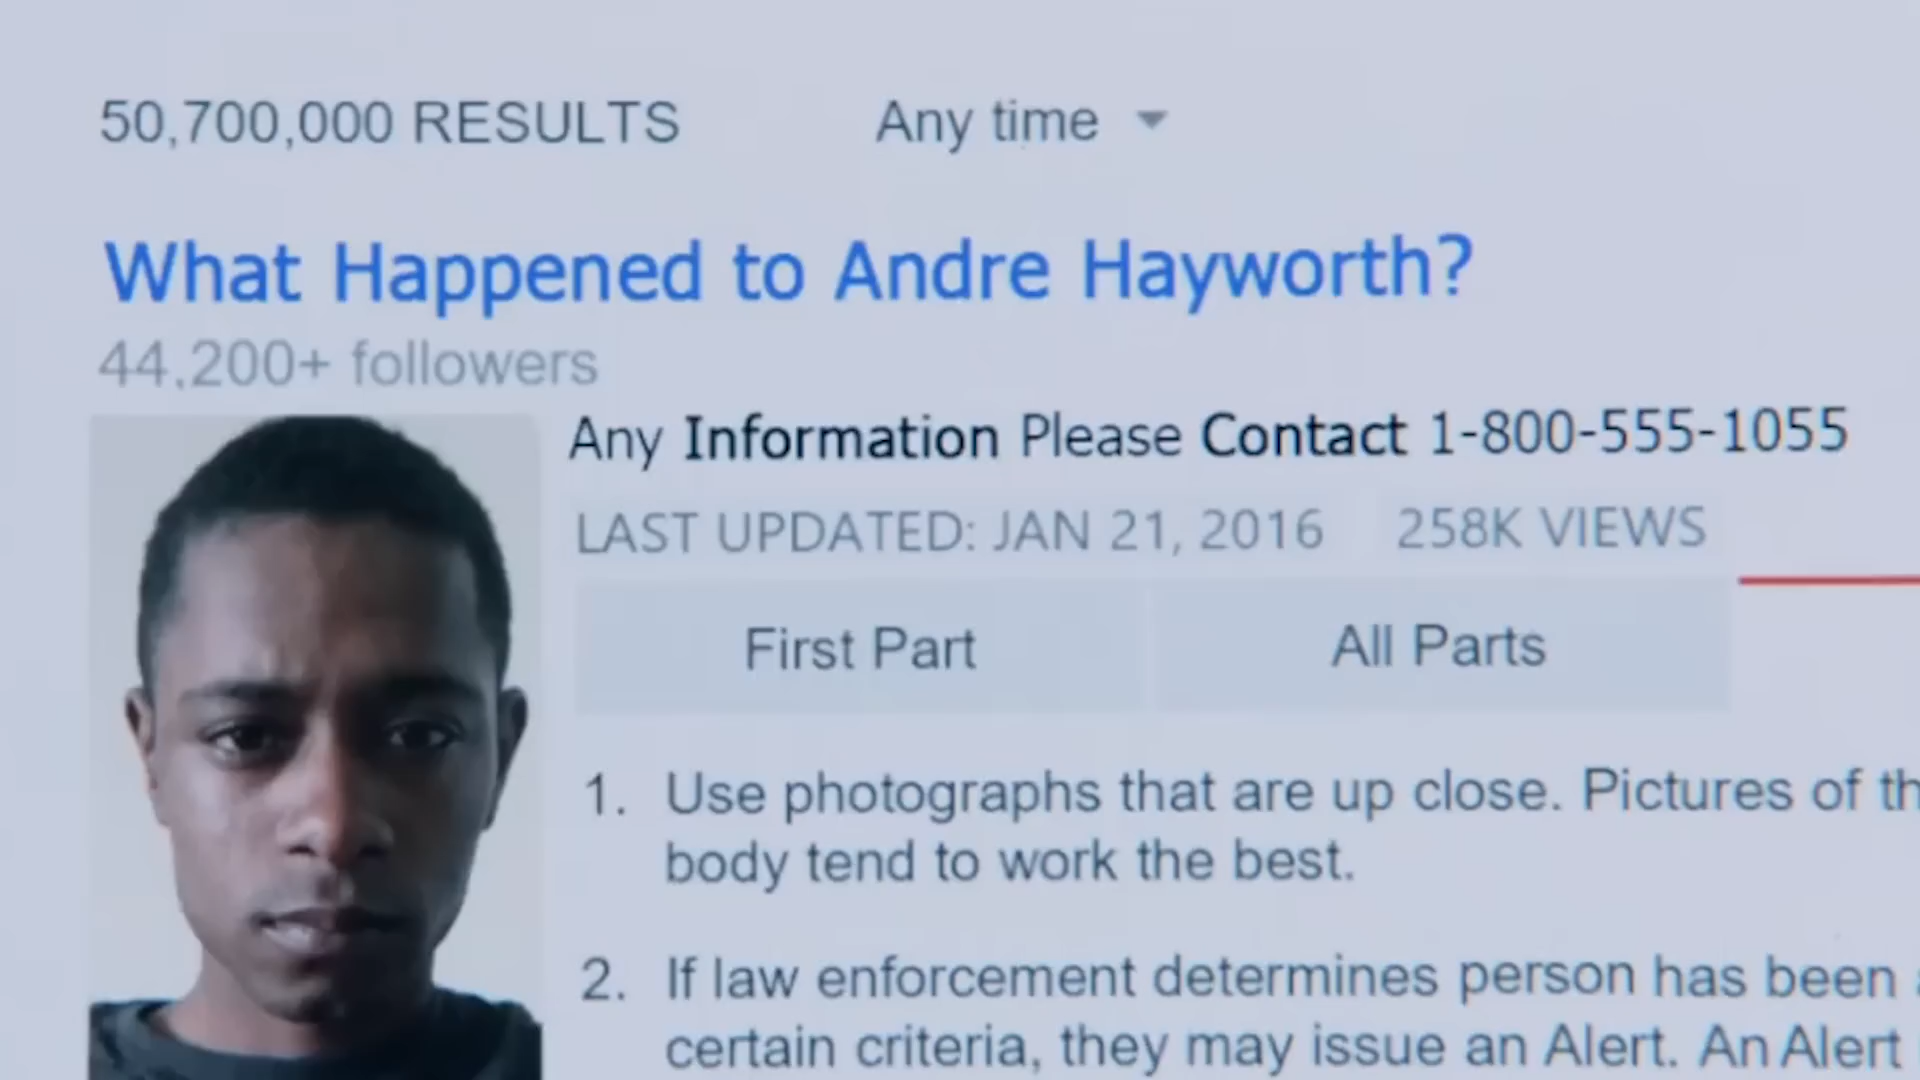 50,700,000 RESULTS Any time
What Happened to Andre Hayworth?
44,200+ followers
Any Information Please Contact 1-800-555-1055
LAST UPDATED: JAN 21, 2016 258K VIEWS
First Part All Parts
1. Use photographs that are up close. Pictures of
body tend to work the best.
2. If law enforcement determines person has been
certain criteria, they may issue an Alert. An Alert